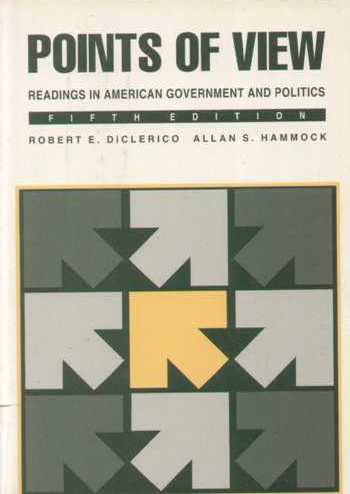 POINTS OF VIEW
READINGS IN AMERICAN GOVERNMENT AND POLITICS
FIFTH EDITION
ROBERT E. DiCLERICO ALLAN S. HAMMOCK